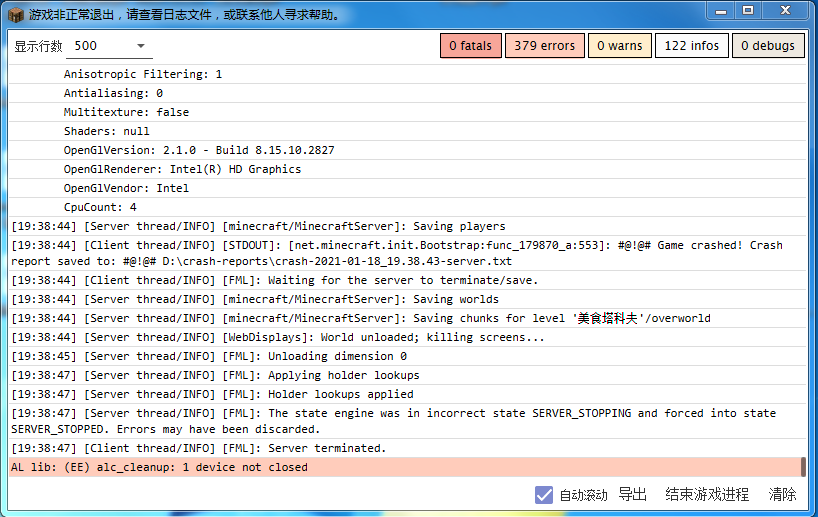 游戏非正常退出，请查看日志文件，或联系他人寻求帮助。
显示行数 500 0 fatals 379 errors 0 warns 122 infos 0 debugs
Anisotropic Filtering: 1
Antialiasing: 0
Multitexture: false
Shaders: null
OpenGlVersion: 2.1.0 - Build 8.15.10.2827
OpenGlRenderer: Intel(R) HD Graphics
OpenGlVendor: Intel
CpuCount: 4
[19:38:44] [Server thread/INFO] [minecraft/MinecraftServer]: Saving players
[19:38:44] [Client thread/INFO] [STDOUT]: [net.minecraft.init.Bootstrap:func_179870_a:553]: #@!@# Game crashed! Crash
report saved to: #@!@# D:\crash-reports\crash-2021-01-18_19.38.43-server.txt
[19:38:44] [Client thread/INFO] [FML]: Waiting for the server to terminate/save.
[19:38:44] [Server thread/INFO] [minecraft/MinecraftServer]: Saving worlds
[19:38:44] [Server thread/INFO] [minecraft/MinecraftServer]: Saving chunks for level '美食塔科夫'/overworld
[19:38:44] [Server thread/INFO] [WebDisplays]: World unloaded; killing screens...
[19:38:45] [Server thread/INFO] [FML]: Unloading dimension 0
[19:38:47] [Server thread/INFO] [FML]: Applying holder lookups
[19:38:47] [Server thread/INFO] [FML]: Holder lookups applied
[19:38:47] [Server thread/INFO] [FML]: The state engine was in incorrect state SERVER_STOPPING and forced into state
SERVER_STOPPED. Errors may have been discarded.
[19:38:47] [Client thread/INFO] [FML]: Server terminated.
AL lib: (EE) alc_cleanup: 1 device not closed
自动滚动 导出 结束游戏进程 清除